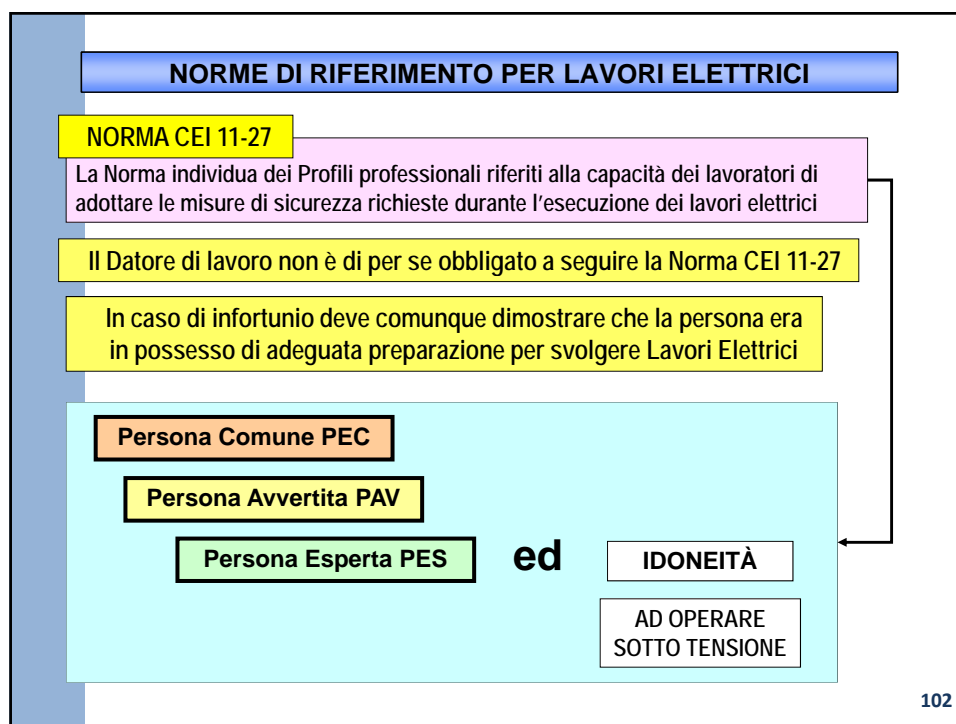 NORME DI RIFERIMENTO PER LAVORI ELETTRICI
NORMA CEI 11-27
La Norma individua dei Profili professionali riferiti alla capacità dei lavoratori di
adottare le misure di sicurezza richieste durante l'esecuzione dei lavori elettrici
Il Datore di lavoro non è di per se obbligato a seguire la Norma CEI 11-27
In caso di infortunio deve comunque dimostrare che la persona era
in possesso di adeguata preparazione per svolgere Lavori Elettrici
Persona Comune PEC
Persona Avvertita PAV
Persona Esperta PES ed IDONEITÀ
AD OPERARE
SOTTO TENSIONE
102